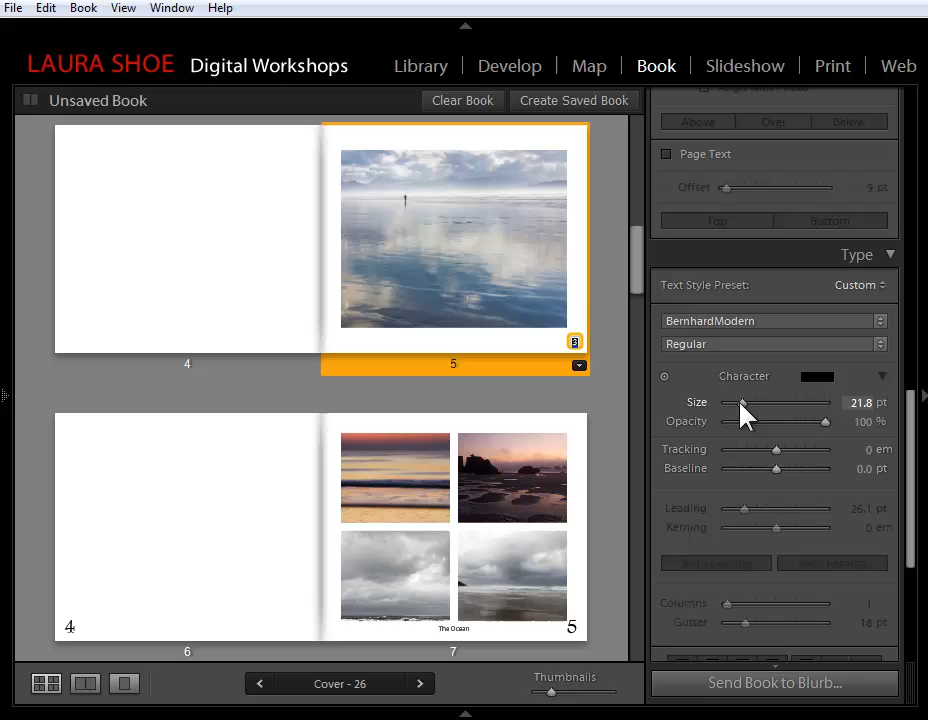 File Edit Book View Window Help
LAURA SHOE Digital Workshops Library Develop Map Book Slideshow Print Web
Unsaved Book Clear Book Create Saved Book
Above Over Below
Page Text
Offset 9 pt
Top Bottom
Type
Text Style Preset: Custom
BernhardModern
Regular
Character
Size 21.8 pt
Opacity 100 %
Tracking 0 em
Baseline 0.0 pt
Leading 26.1 pt
Kerning 0 em
Columns 1
Gutter 18 pt
3
4 5
4 The Ocean 5
6 7
Cover - 26
Thumbnails
Send Book to Blurb...